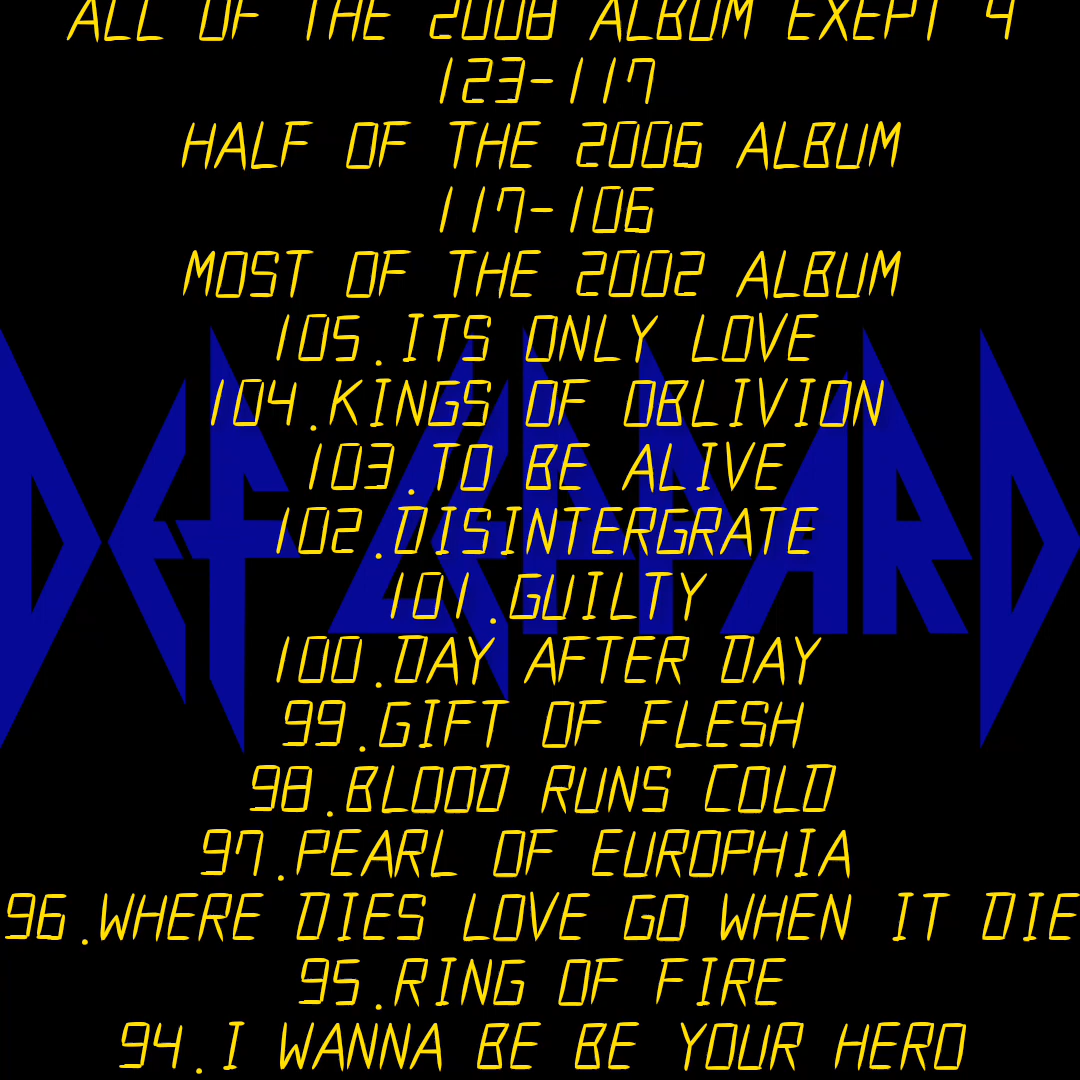 ALL OF THE 2008 ALBUM EXEPT 4
123-117
HALF OF THE 2006 ALBUM
117-106
MOST OF THE 2002 ALBUM
105.ITS ONLY LOVE
104.KINGS OF OBLIVION
103.TO BE ALIVE
102.DISINTERGRATE
101.GUILTY
100.DAY AFTER DAY
99.GIFT OF FLESH
98.BLOOD RUNS COLD
97.PEARL OF EUROPHIA
96.WHERE DIES LOVE GO WHEN IT DIE
95.RING OF FIRE
94.I WANNA BE BE YOUR HERO
DEF LEPPARD